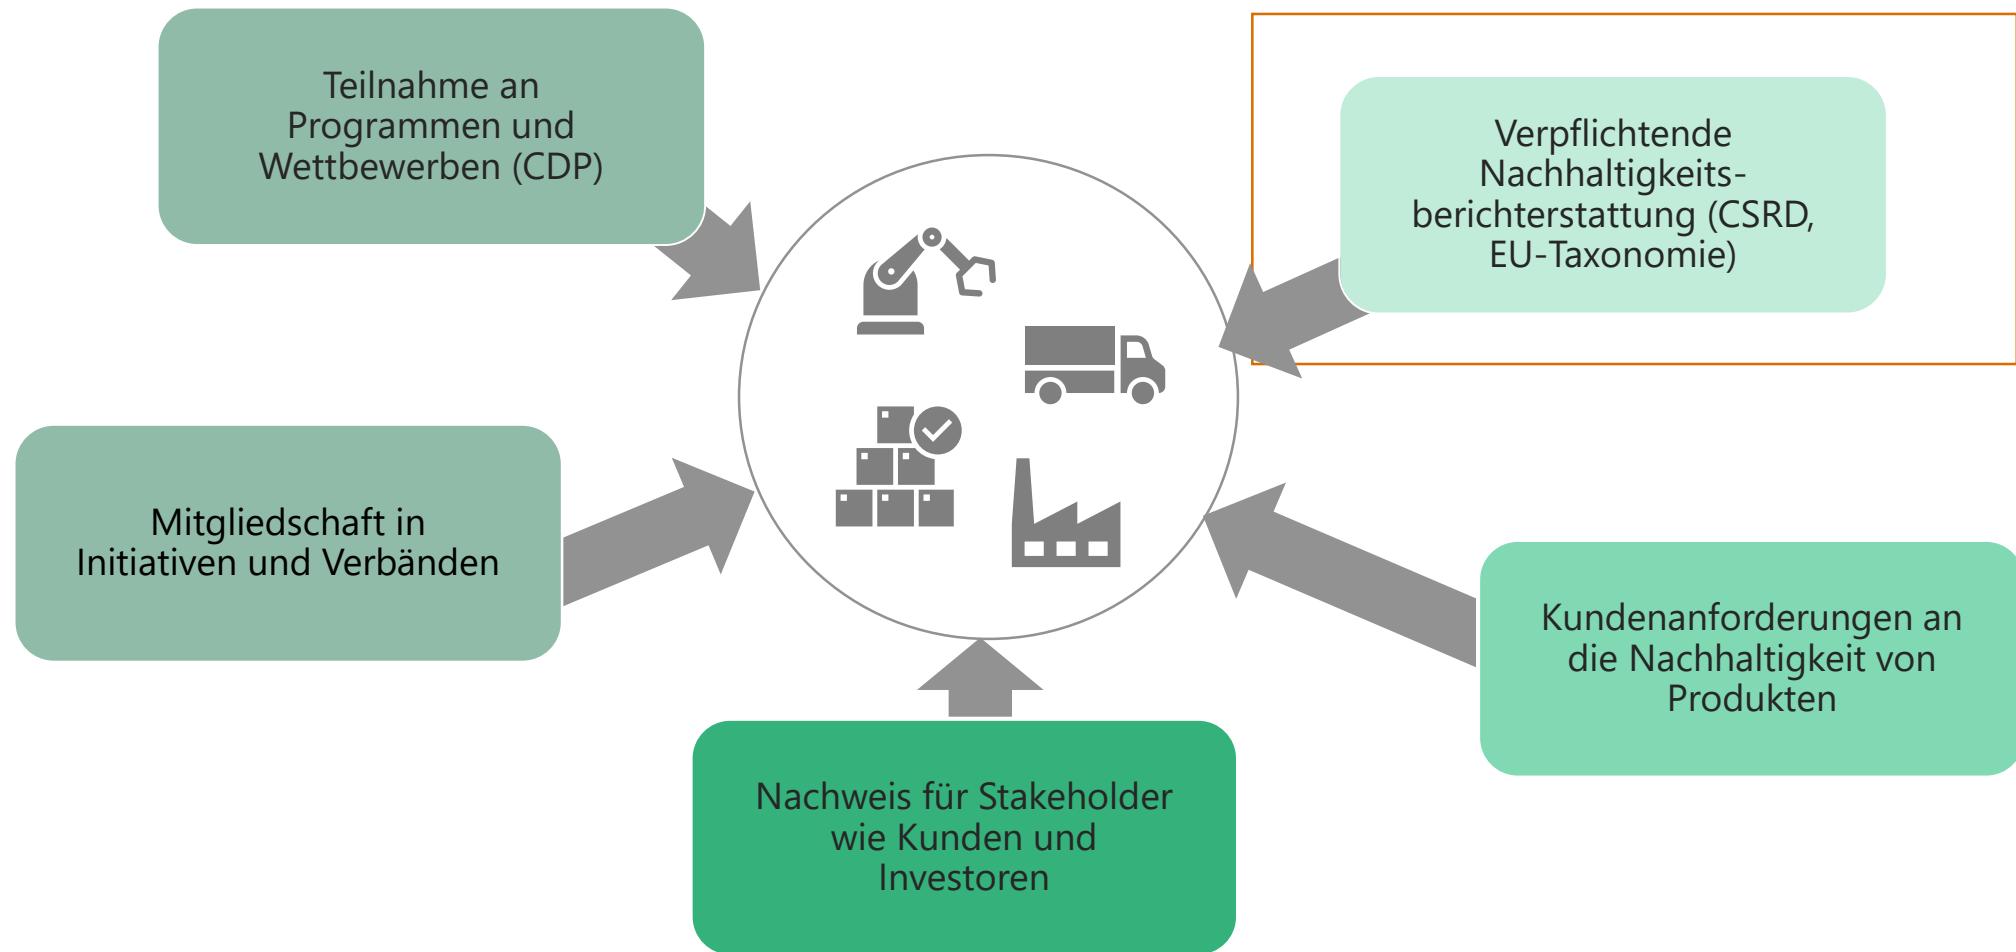 Teilnahme an
Programmen und
Wettbewerben (CDP)
Verpflichtende
Nachhaltigkeits-
berichterstattung (CSRD,
EU-Taxonomie)
Mitgliedschaft in
Initiativen und Verbänden
Kundenanforderungen an
die Nachhaltigkeit von
Produkten
Nachweis für Stakeholder
wie Kunden und
Investoren